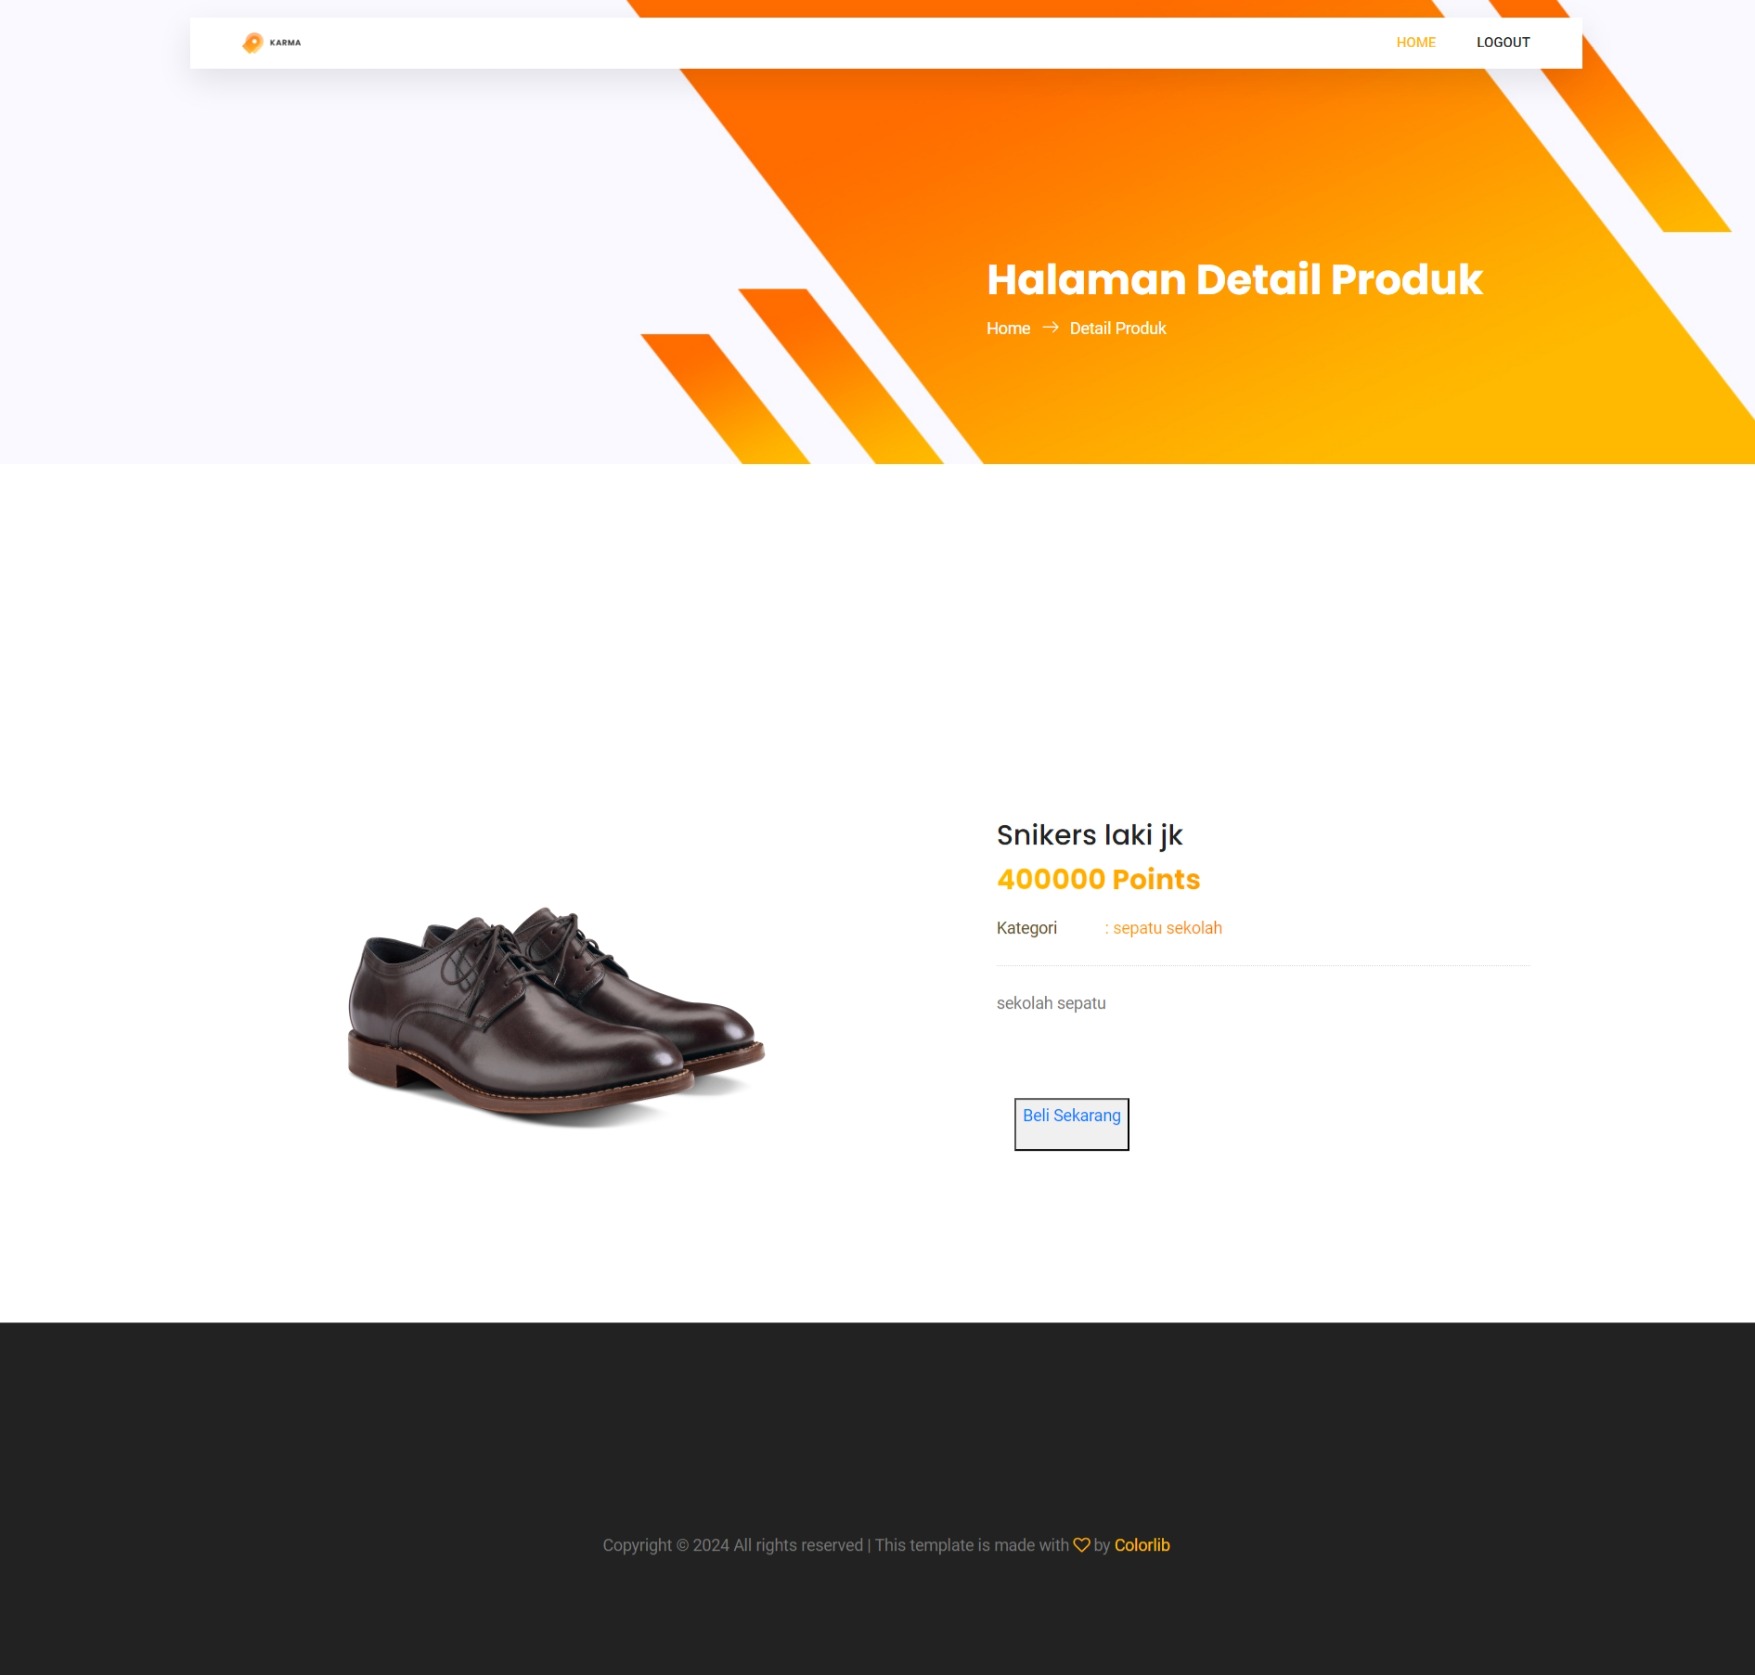 KARMA
HOME LOGOUT
Halaman Detail Produk
Home → Detail Produk
Snikers laki jk
400000 Points
Kategori : sepatu sekolah
sekolah sepatu
Beli Sekarang
Copyright © 2024 All rights reserved | This template is made with ♡ by Colorlib